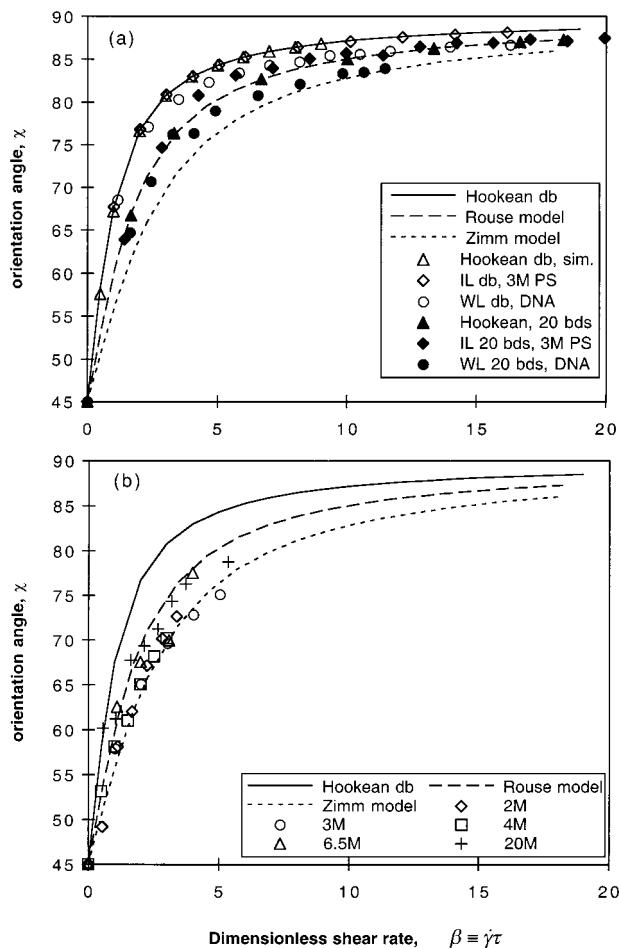 (a)
90
85
80
75
70
65
60
55
50
45
orientation angle, χ
Hookean db
Rouse model
Zimm model
Hookean db, sim.
IL db, 3M PS
WL db, DNA
Hookean, 20 bds
IL 20 bds, 3M PS
WL 20 bds, DNA
0 5 10 15 20
(b)
90
85
80
75
70
65
60
55
50
45
orientation angle, χ
Hookean db Rouse model
Zimm model 2M
3M 4M
6.5M 20M
0 5 10 15 20
Dimensionless shear rate, β ≡ γ̇τ